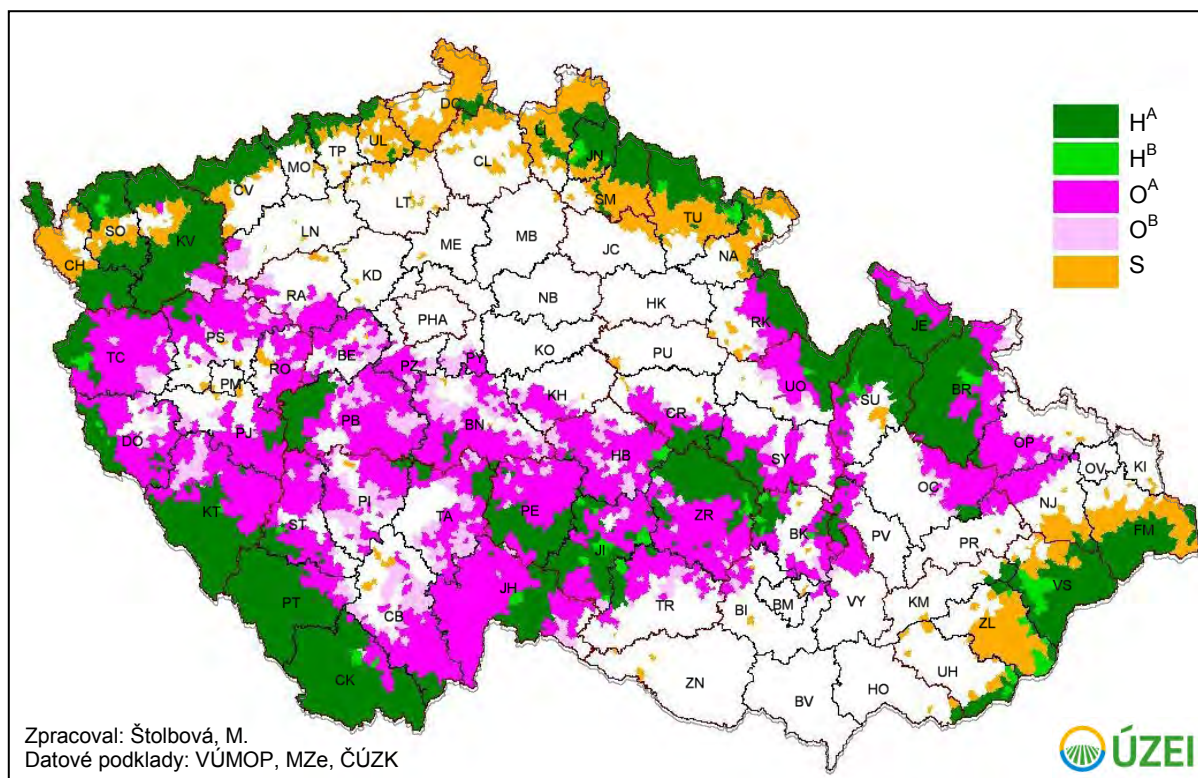 DC
LI
H^A
UL
TP
MO
JN
H^B
CL
CV
SM
O^A
LT
TU
SO
KV
O^B
LN
MB
ME
JC
NA
CH
S
KD
RA
NB
HK
PHA
RK
JE
PS
BE
KO
PU
TC
RO
PZ
PY
PM
UO
BR
SU
KH
CR
PB
BN
DO
PJ
OP
HB
SY
OV
KI
OC
PI
NJ
KT
ST
TA
PE
ZR
FM
BK
PV
PR
JI
VS
JH
PT
TR
BI
BM
VY
KM
CB
ZL
UH
CK
ZN
HO
BV
Zpracoval: Štolbová, M.
Datové podklady: VÚMOP, MZe, ČÚZK
ÚZEI